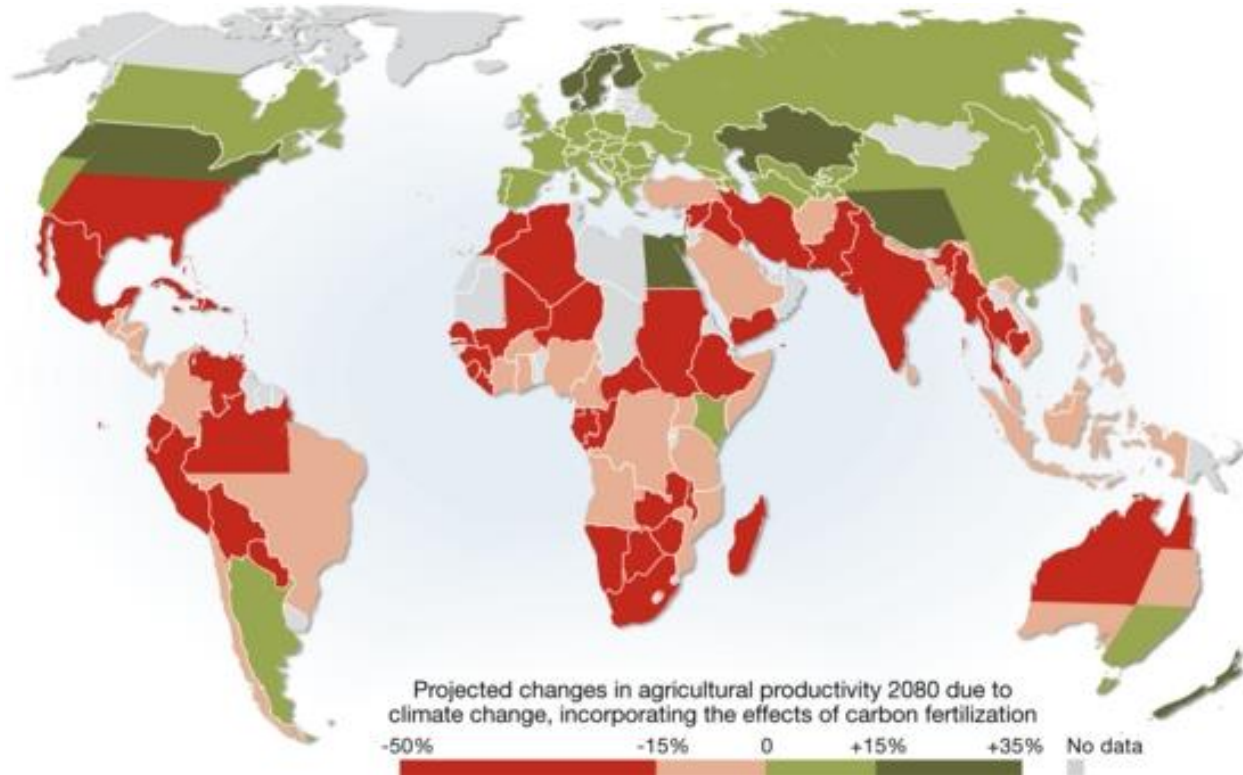 Projected changes in agricultural productivity 2080 due to
climate change, incorporating the effects of carbon fertilization
-50% -15% 0 +15% +35% No data